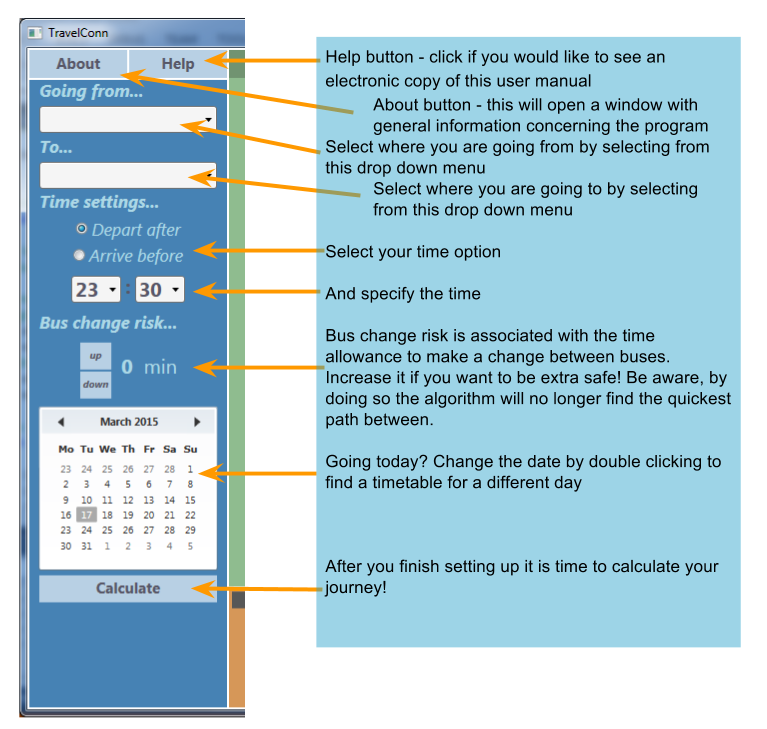 TravelConn
About Help
Going from...
To...
Time settings...
Depart after
Arrive before
23 : 30
Bus change risk...
up
0 min
down
March 2015
Mo Tu We Th Fr Sa Su
23 24 25 26 27 28 1
2 3 4 5 6 7 8
9 10 11 12 13 14 15
16 17 18 19 20 21 22
23 24 25 26 27 28 29
30 31 1 2 3 4 5
Calculate
Help button - click if you would like to see an
electronic copy of this user manual
About button - this will open a window with
general information concerning the program
Select where you are going from by selecting from
this drop down menu
Select where you are going to by selecting
from this drop down menu
Select your time option
And specify the time
Bus change risk is associated with the time
allowance to make a change between buses.
Increase it if you want to be extra safe! Be aware, by
doing so the algorithm will no longer find the quickest
path between.
Going today? Change the date by double clicking to
find a timetable for a different day
After you finish setting up it is time to calculate your
journey!